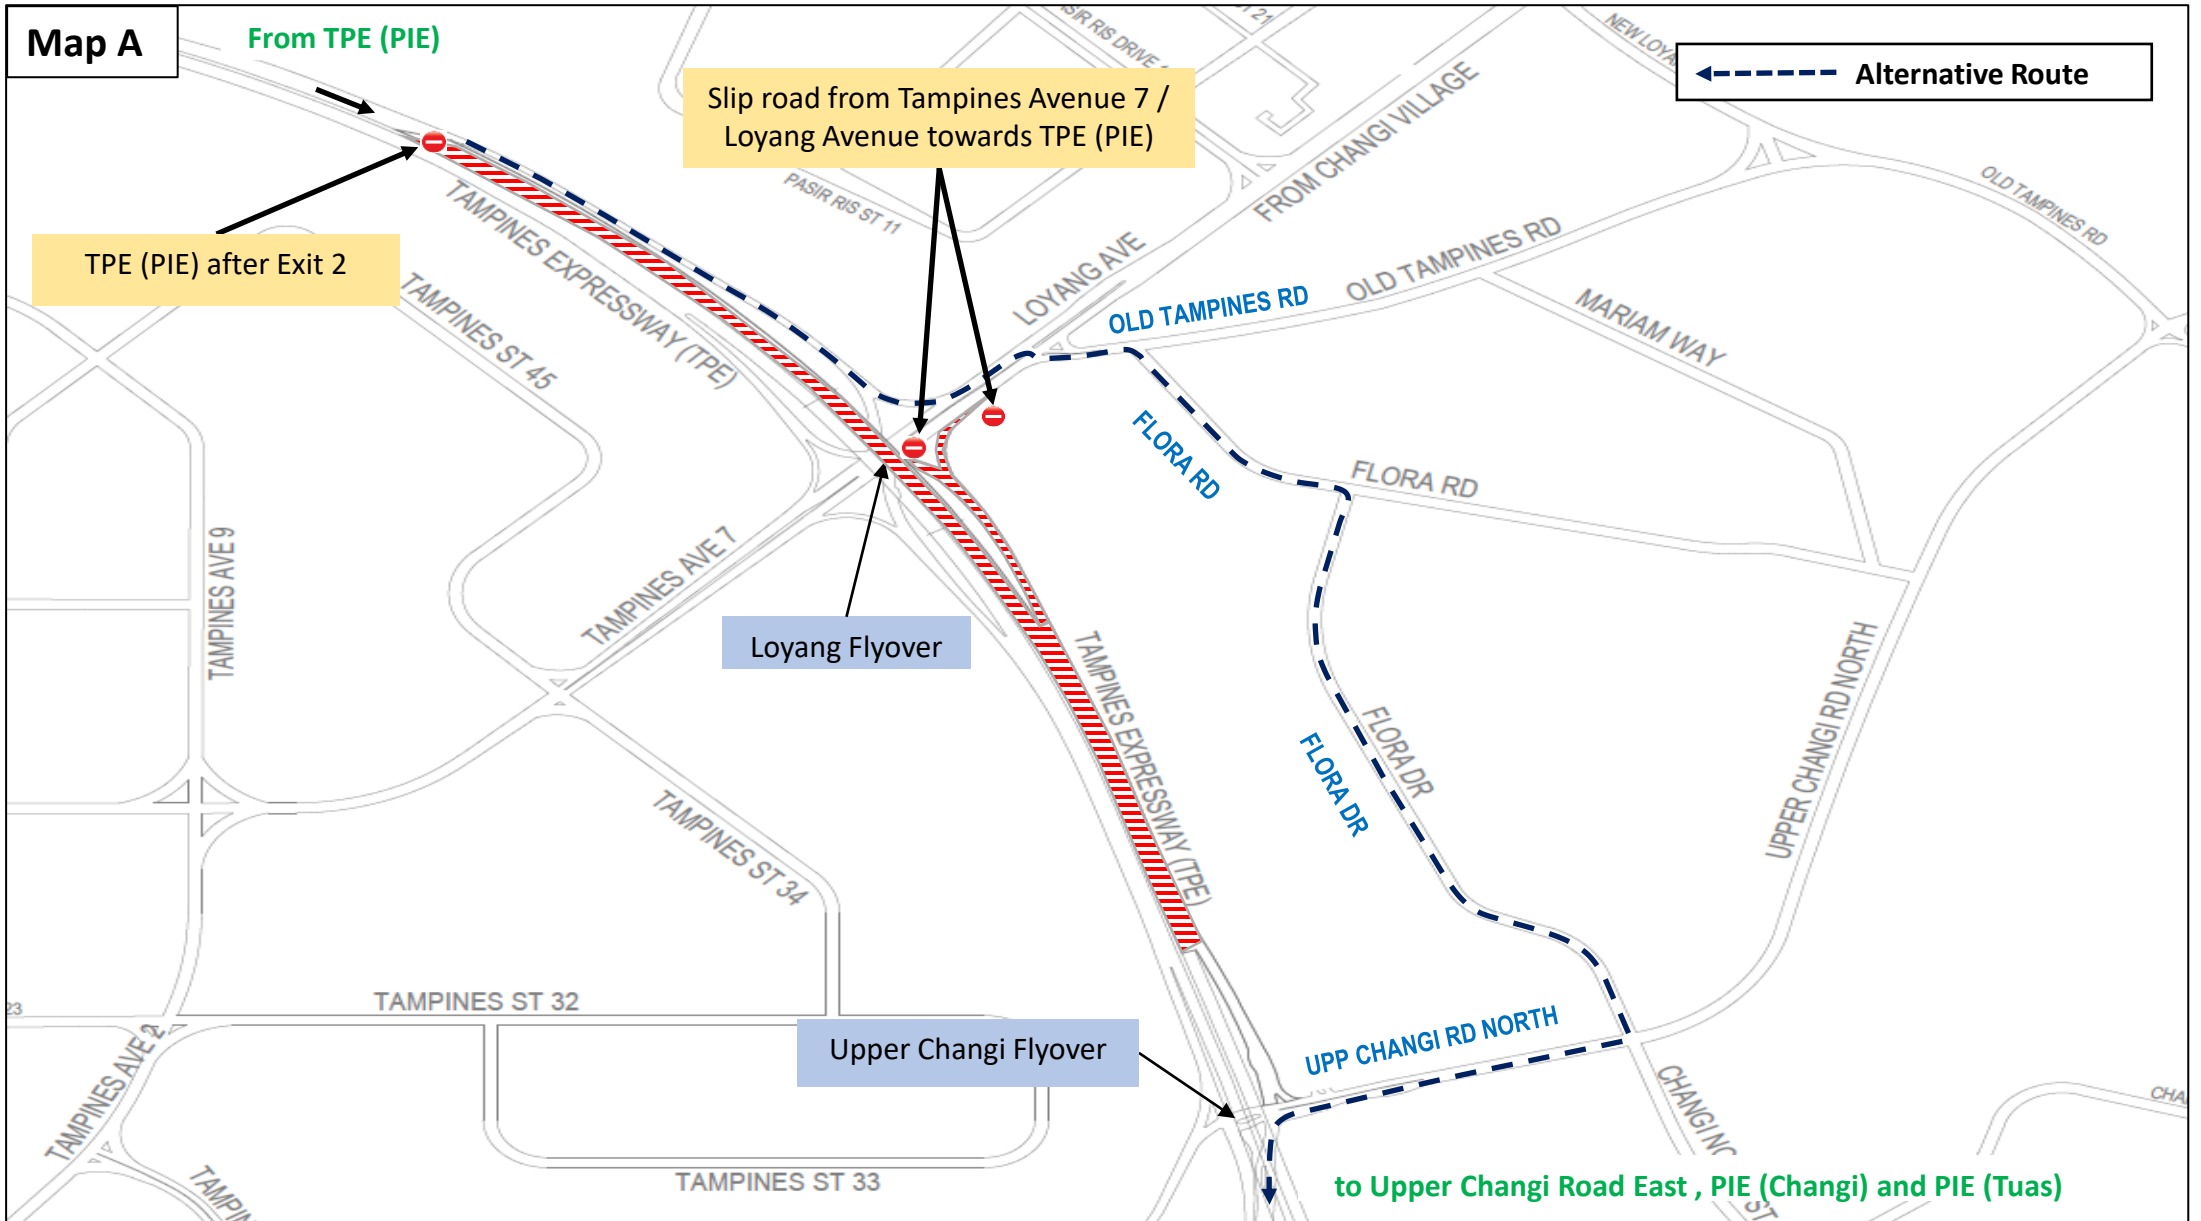 Map A
From TPE (PIE)
Alternative Route
Slip road from Tampines Avenue 7 /
Loyang Avenue towards TPE (PIE)
TPE (PIE) after Exit 2
PASIR RIS ST 11
FROM CHANGI VILLAGE
OLD TAMPINES RD
TAMPINES EXPRESSWAY (TPE)
LOYANG AVE
OLD TAMPINES RD
OLD TAMPINES RD
MARIAM WAY
TAMPINES ST 45
FLORA RD
FLORA RD
TAMPINES AVE 9
TAMPINES AVE 7
Loyang Flyover
TAMPINES EXPRESSWAY (TPE)
UPPER CHANGI RD NORTH
FLORA DR
FLORA DR
TAMPINES ST 34
TAMPINES ST 32
Upper Changi Flyover
UPP CHANGI RD NORTH
TAMPINES AVE 2
TAMPINES ST 33
to Upper Changi Road East , PIE (Changi) and PIE (Tuas)